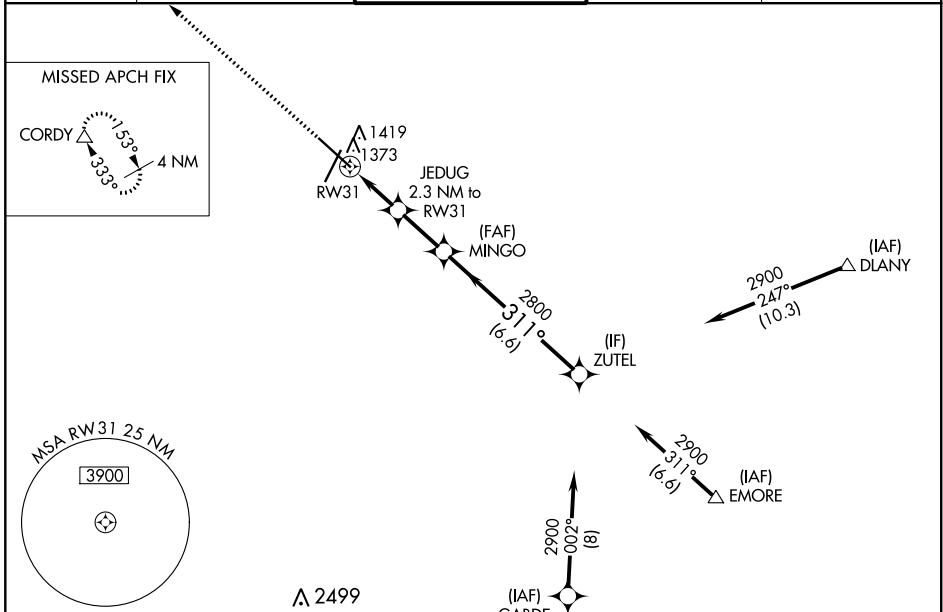 MISSED APCH FIX
CORDY
153°
333°
4 NM
1419
1373
RW31
JEDUG
2.3 NM to
RW31
(FAF)
MINGO
(IAF)
DLANY
2900
247°
(10.3)
2800
311°
(6.6)
(IF)
ZUTEL
MSA RW31 25 NM
3900
2900
311°
(6.6)
(IAF)
EMORE
2900
002°
(8)
2499
(IAF)